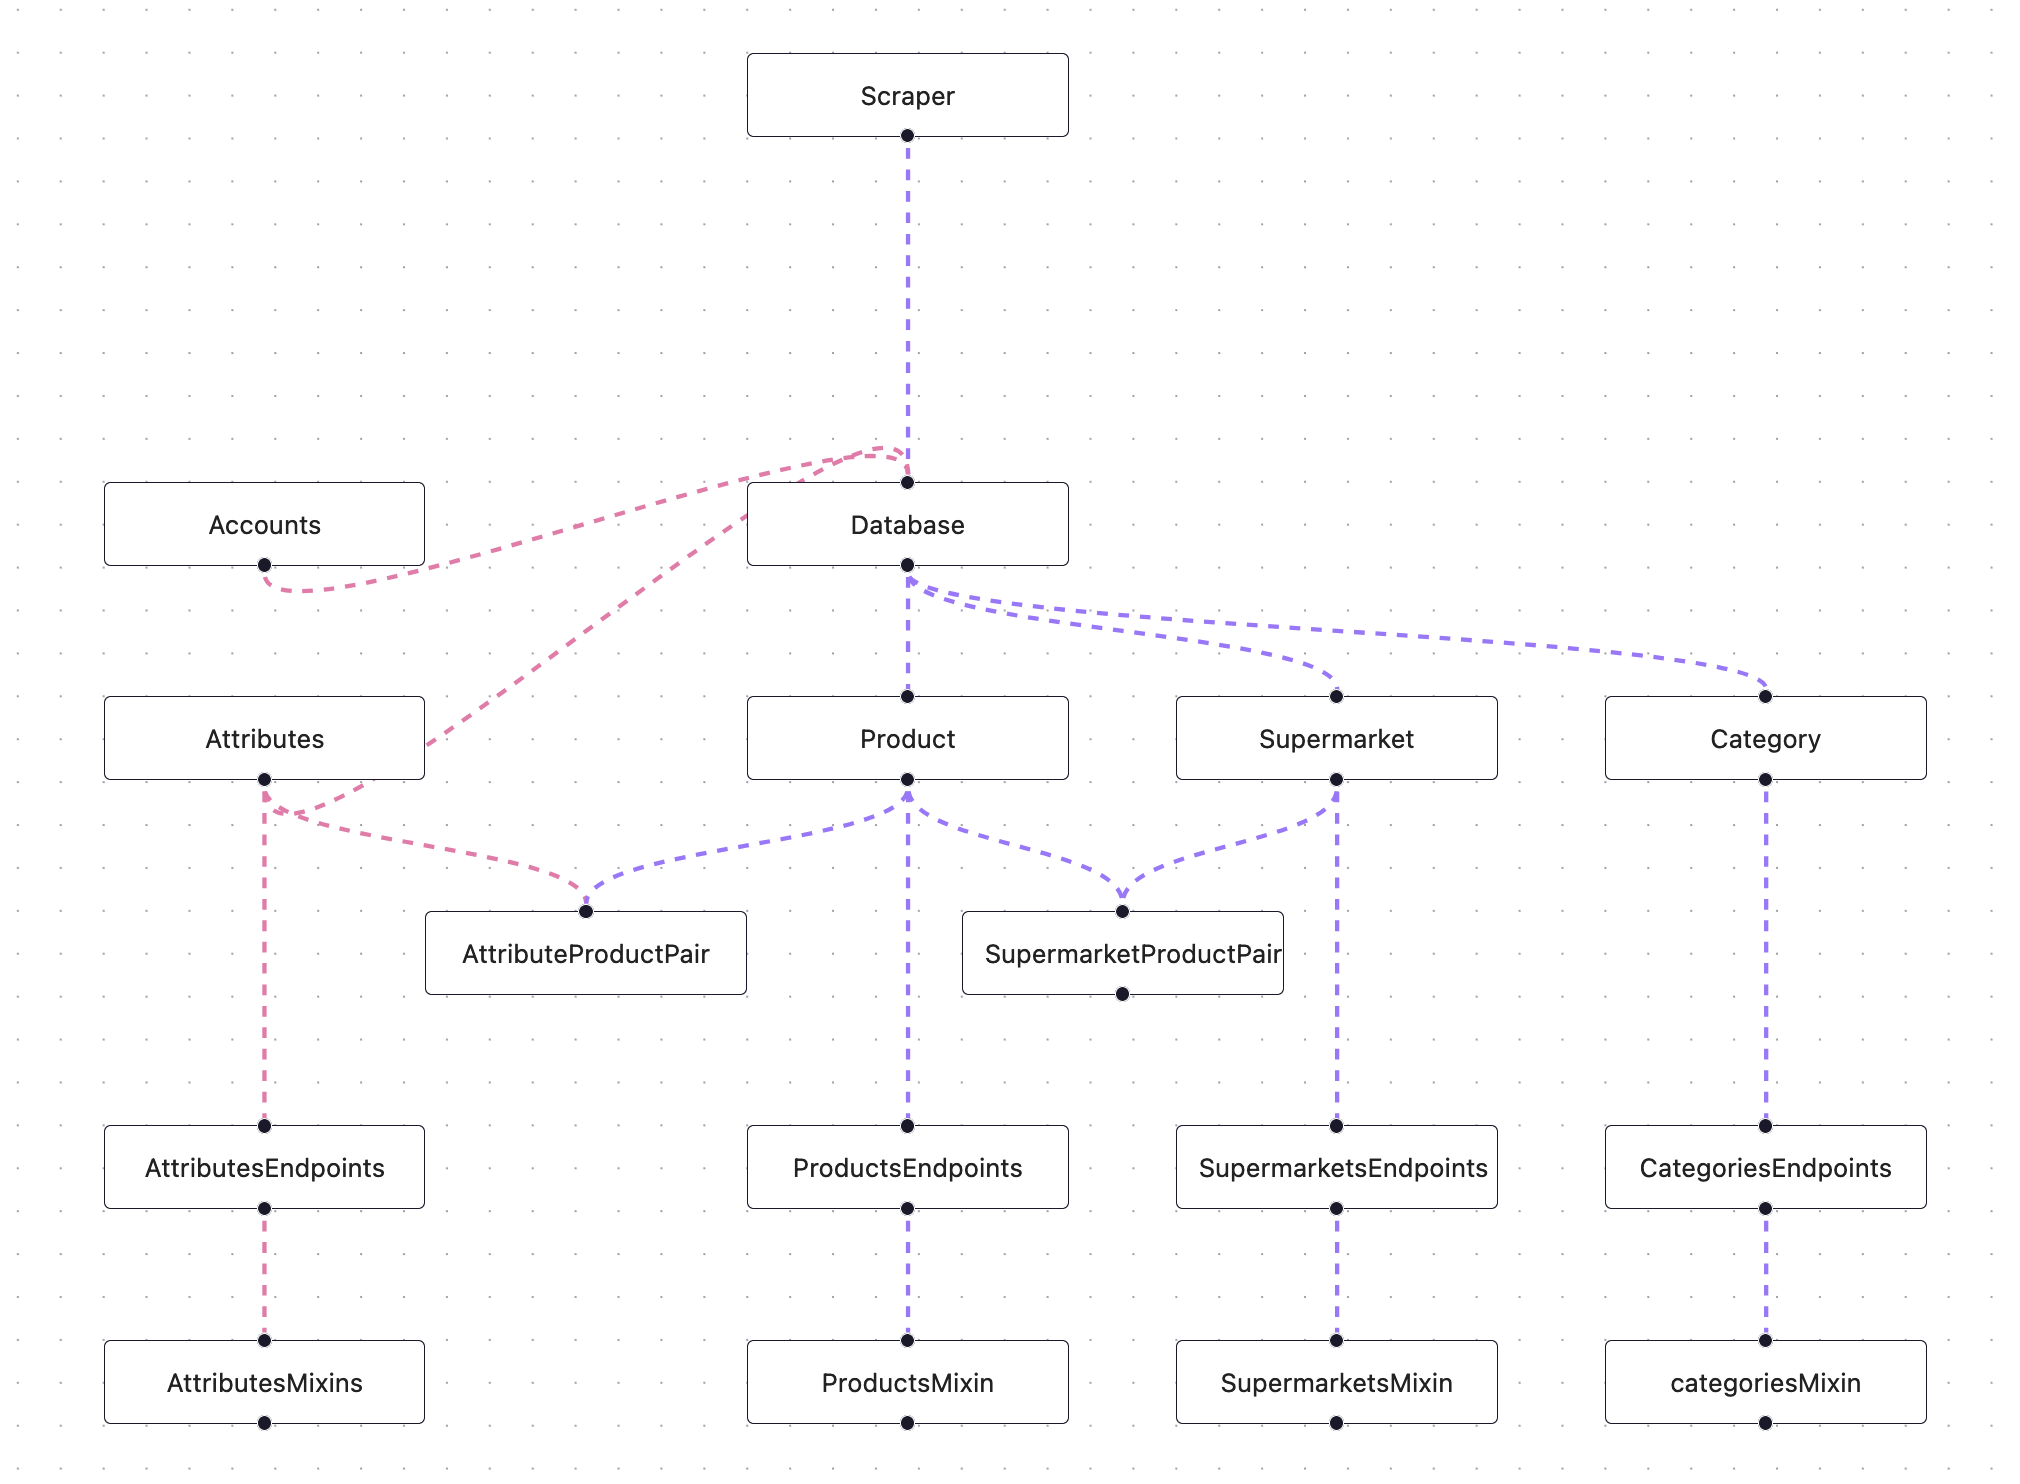 Scraper
Accounts
Database
Attributes
Product
Supermarket
Category
AttributeProductPair
SupermarketProductPair
AttributesEndpoints
ProductsEndpoints
SupermarketsEndpoints
CategoriesEndpoints
AttributesMixins
ProductsMixin
SupermarketsMixin
categoriesMixin